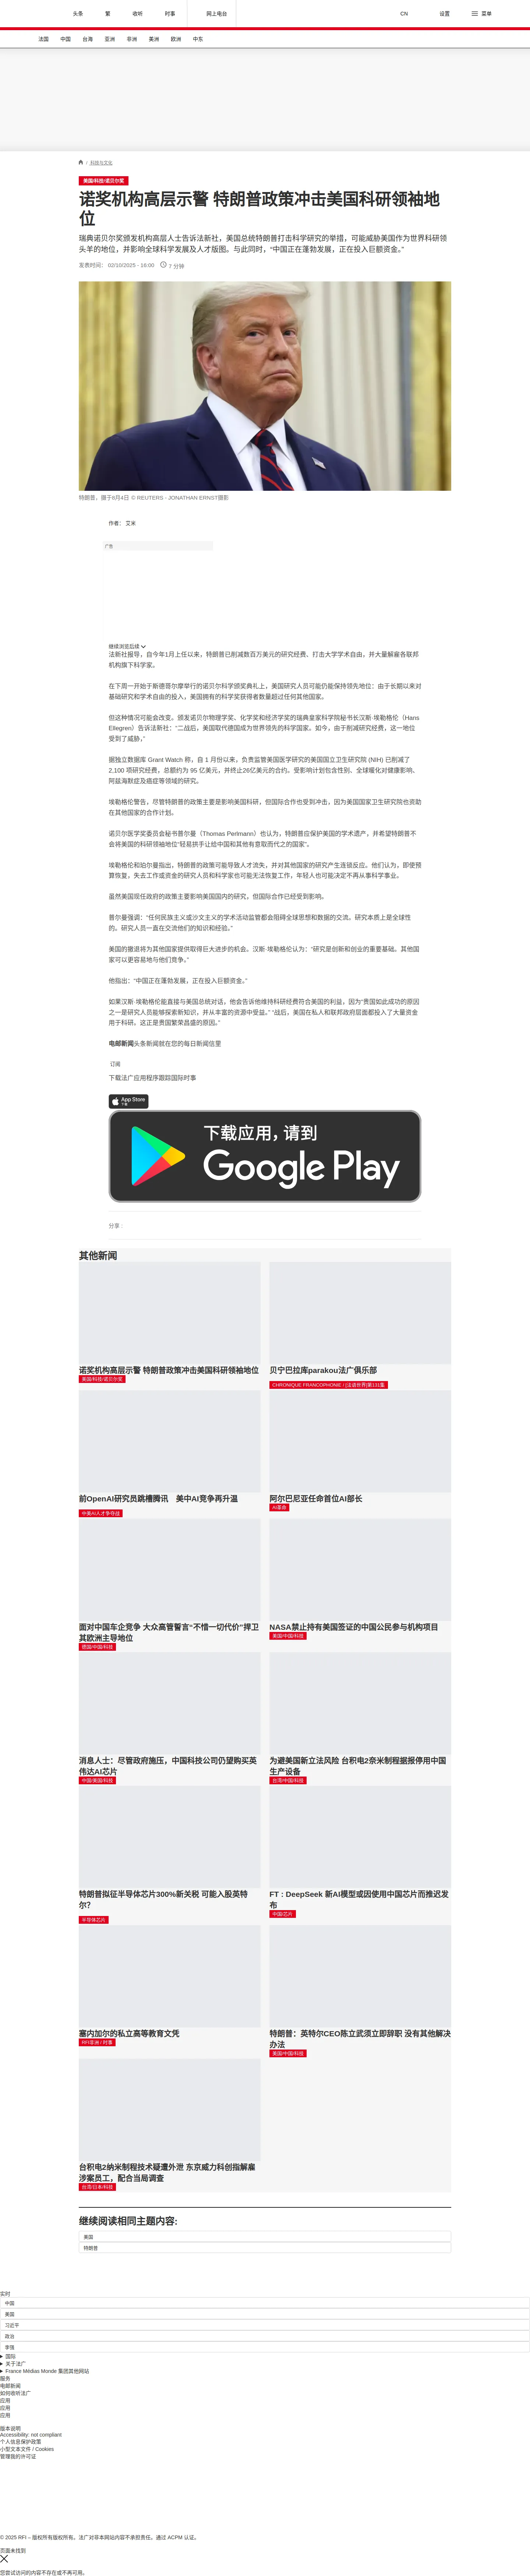 头条
繁
收听
时事
网上电台
CN
设置
菜单
法国
中国
台海
亚洲
非洲
美洲
欧洲
中东
/ 科技与文化
美国/科技/诺贝尔奖
诺奖机构高层示警 特朗普政策冲击美国科研领袖地
位
瑞典诺贝尔奖颁发机构高层人士告诉法新社，美国总统特朗普打击科学研究的举措，可能威胁美国作为世界科研领
头羊的地位，并影响全球科学发展及人才版图。与此同时，“中国正在蓬勃发展，正在投入巨额资金。”
发表时间： 02/10/2025 - 16:00
7 分钟
特朗普，摄于8月4日 © REUTERS - JONATHAN ERNST摄影
作者： 艾米
广告
继续浏览后续
法新社报导，自今年1月上任以来，特朗普已削减数百万美元的研究经费、打击大学学术自由，并大量解雇各联邦
机构旗下科学家。
在下周一开始于斯德哥尔摩举行的诺贝尔科学颁奖典礼上，美国研究人员可能仍能保持领先地位：由于长期以来对
基础研究和学术自由的投入，美国拥有的科学奖获得者数量超过任何其他国家。
但这种情况可能会改变。颁发诺贝尔物理学奖、化学奖和经济学奖的瑞典皇家科学院秘书长汉斯·埃勒格伦（Hans
Ellegren）告诉法新社：“二战后，美国取代德国成为世界领先的科学国家。如今，由于削减研究经费，这一地位
受到了威胁。”
据独立数据库 Grant Watch 称，自 1 月份以来，负责监管美国医学研究的美国国立卫生研究院 (NIH) 已削减了
2,100 项研究经费，总额约为 95 亿美元，并终止26亿美元的合约。受影响计划包含性别、全球暖化对健康影响、
阿兹海默症及癌症等领域的研究。
埃勒格伦警告，尽管特朗普的政策主要是影响美国科研，但国际合作也受到冲击，因为美国国家卫生研究院也资助
在其他国家的合作计划。
诺贝尔医学奖委员会秘书普尔曼（Thomas Perlmann）也认为，特朗普应保护美国的学术遗产，并希望特朗普不
会将美国的科研领袖地位“轻易拱手让给中国和其他有意取而代之的国家”。
埃勒格伦和珀尔曼指出，特朗普的政策可能导致人才流失，并对其他国家的研究产生连锁反应。他们认为，即使预
算恢复，失去工作或资金的研究人员和科学家也可能无法恢复工作，年轻人也可能决定不再从事科学事业。
虽然美国现任政府的政策主要影响美国国内的研究，但国际合作已经受到影响。
普尔曼强调：“任何民族主义或沙文主义的学术活动监管都会阻碍全球思想和数据的交流。研究本质上是全球性
的。研究人员一直在交流他们的知识和经验。”
美国的撤退将为其他国家提供取得巨大进步的机会。汉斯·埃勒格伦认为：“研究是创新和创业的重要基础。其他国
家可以更容易地与他们竞争。”
他指出：“中国正在蓬勃发展，正在投入巨额资金。”
如果汉斯·埃勒格伦能直接与美国总统对话，他会告诉他维持科研经费符合美国的利益，因为“贵国如此成功的原因
之一是研究人员能够探索新知识，并从丰富的资源中受益。” “战后，美国在私人和联邦政府层面都投入了大量资金
用于科研。这正是贵国繁荣昌盛的原因。”
电邮新闻头条新闻就在您的每日新闻信里
订阅
下载法广应用程序跟踪国际时事
App Store
下载应用，请到
Google Play
分享 :
其他新闻
诺奖机构高层示警 特朗普政策冲击美国科研领袖地位
美国/科技/诺贝尔奖
贝宁巴拉库parakou法广俱乐部
CHRONIQUE FRANCOPHONIE / [法语世界]第131集
前OpenAI研究员跳槽腾讯　美中AI竞争再升温
中美AI人才争夺战
阿尔巴尼亚任命首位AI部长
AI革命
面对中国车企竞争 大众高管誓言“不惜一切代价”捍卫
其欧洲主导地位
德国/中国/科技
NASA禁止持有美国签证的中国公民参与机构项目
美国/中国/科技
消息人士：尽管政府施压，中国科技公司仍望购买英
伟达AI芯片
中国/美国/科技
为避美国新立法风险 台积电2奈米制程据报停用中国
生产设备
台湾/中国/科技
特朗普拟征半导体芯片300%新关税 可能入股英特
尔?
半导体芯片
FT : DeepSeek 新AI模型或因使用中国芯片而推迟发
布
中国/芯片
塞内加尔的私立高等教育文凭
RFI非洲 / 时事
特朗普：英特尔CEO陈立武须立即辞职 没有其他解决
办法
美国/中国/科技
台积电2纳米制程技术疑遭外泄 东京威力科创指解雇
涉案员工，配合当局调查
台湾/日本/科技
继续阅读相同主题内容:
美国
特朗普
实时
中国
美国
习近平
政治
李强
国际
关于法广
France Médias Monde 集团其他网站
服务
电邮新闻
如何收听法广
应用
应用
应用
版本说明
Accessibility: not compliant
个人信息保护政策
小型文本文件 / Cookies
管理我的许可证
© 2025 RFI – 版权所有版权所有。法广对非本网站内容不承担责任。通过 ACPM 认证。
页面未找到
您尝试访问的内容不存在或不再可用。